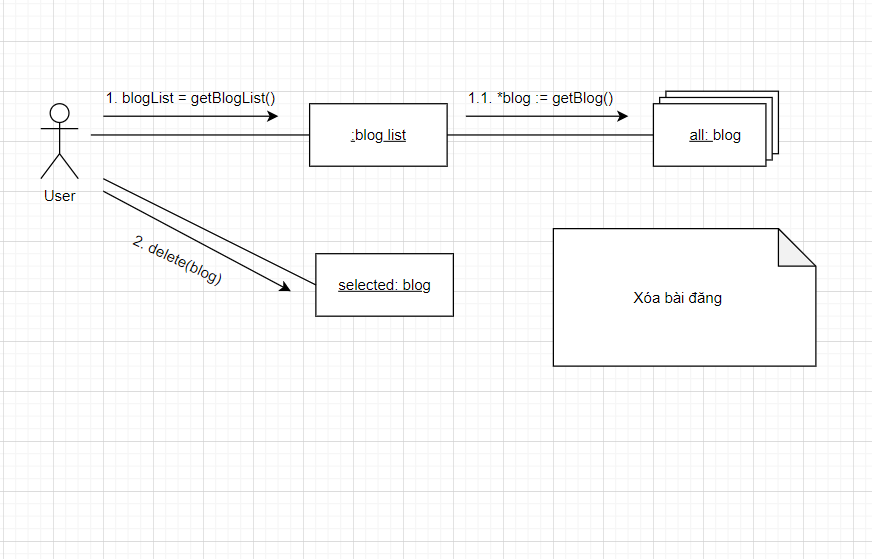 1. blogList = getBlogList()
1.1. *blog := getBlog()
:blog list
all: blog
User
2. delete(blog)
selected: blog
Xóa bài đăng